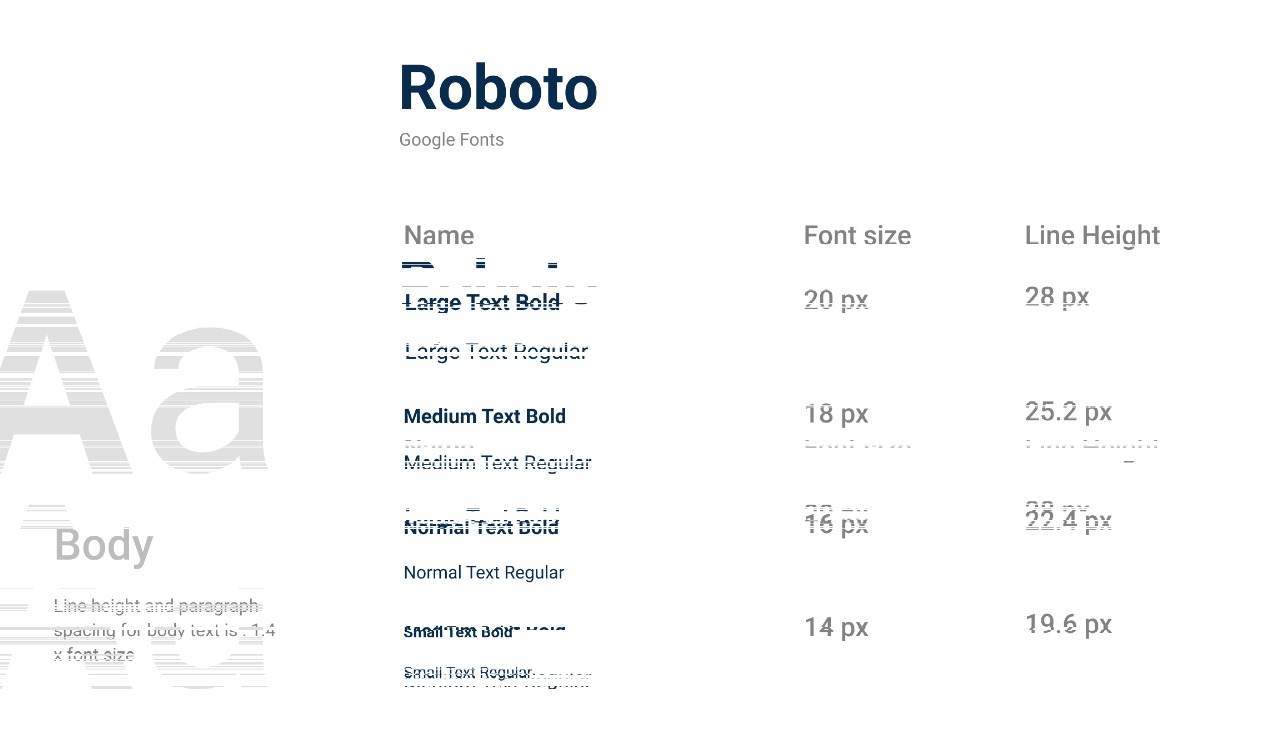 Roboto
Google Fonts
Name Font size Line Height
Large Text Bold 20 px 28 px
Large Text Regular
Medium Text Bold 18 px 25.2 px
Medium Text Regular
Normal Text Bold 16 px 22.4 px
Normal Text Regular
Small Text Bold 14 px 19.6 px
Small Text Regular
Aa
Body
Line height and paragraph
spacing for body text is : 1.4
x font size